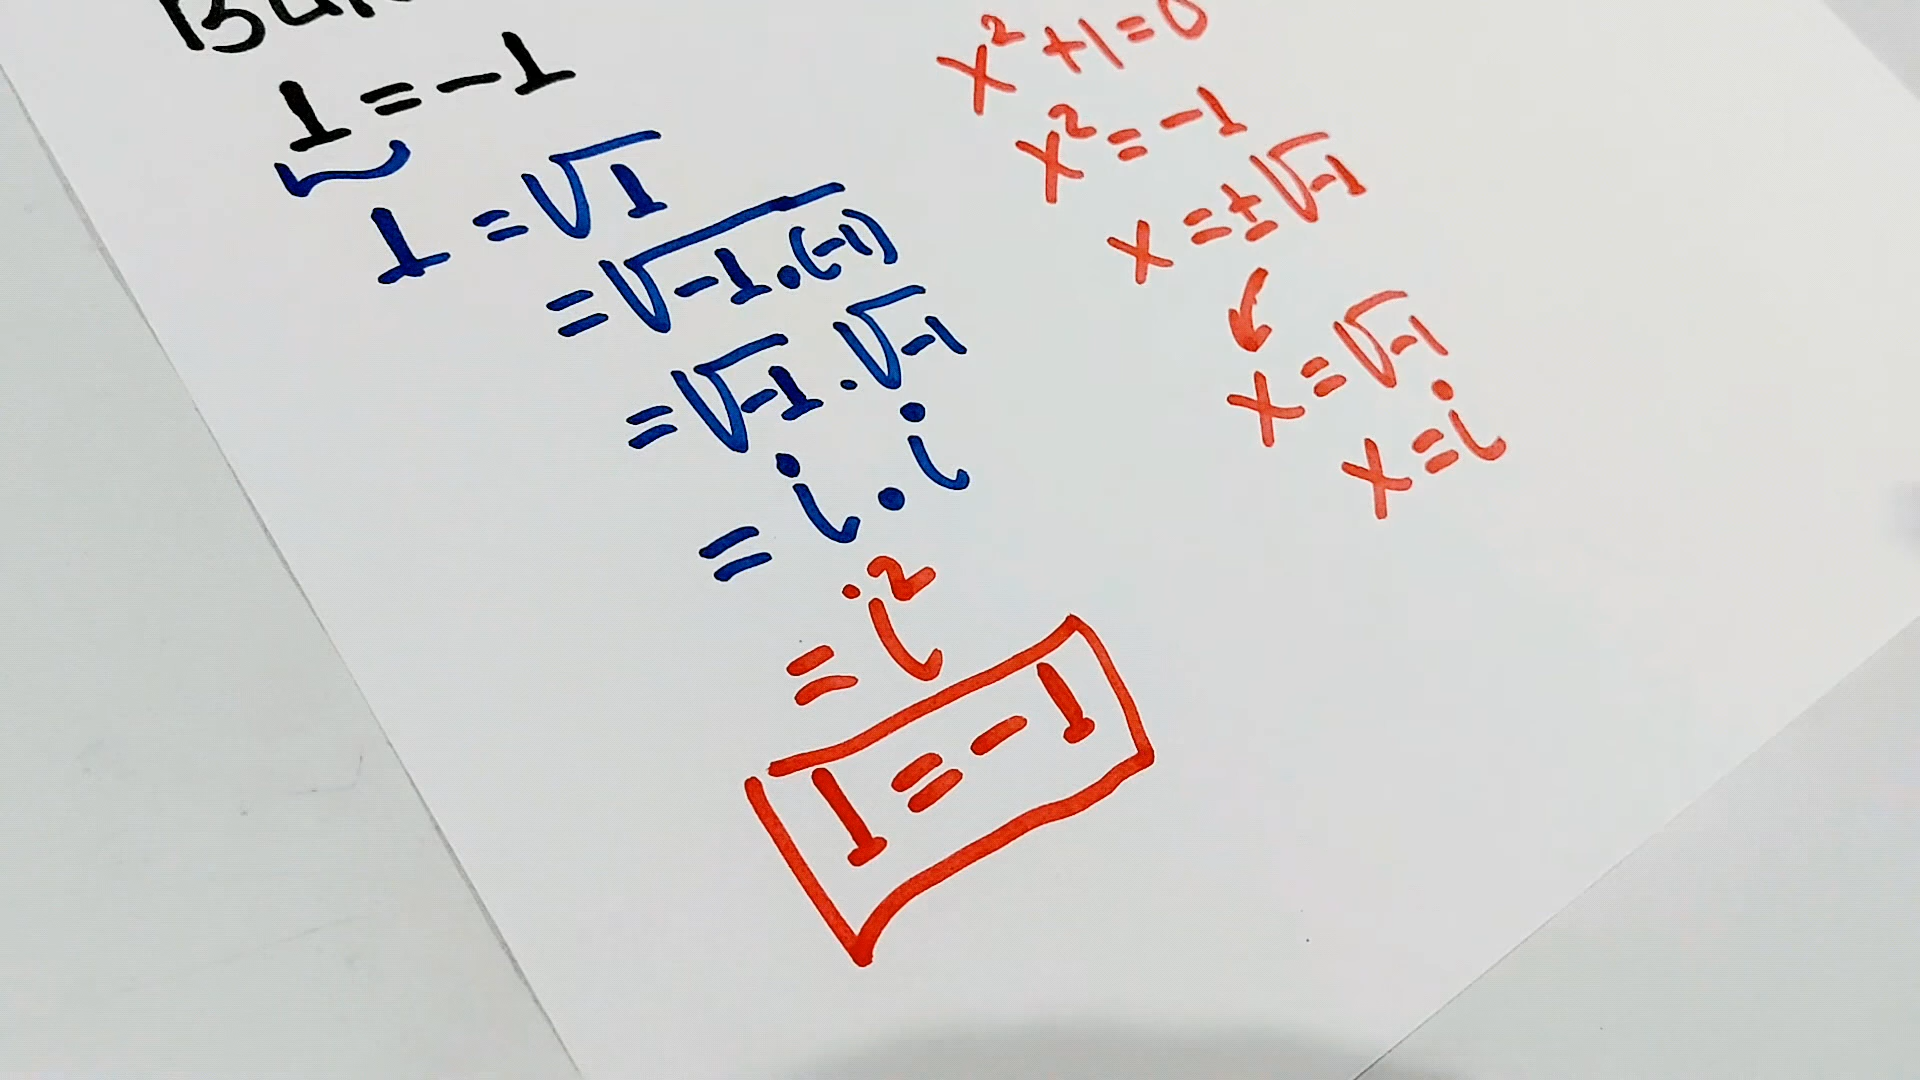 1 = -1
1 = √1
= √-1 . (-1)
= √-1 . √-1
= i . i
= i²
1 = -1
x² + 1 = 0
x² = -1
x = ± √-1
x = √-1
x = i